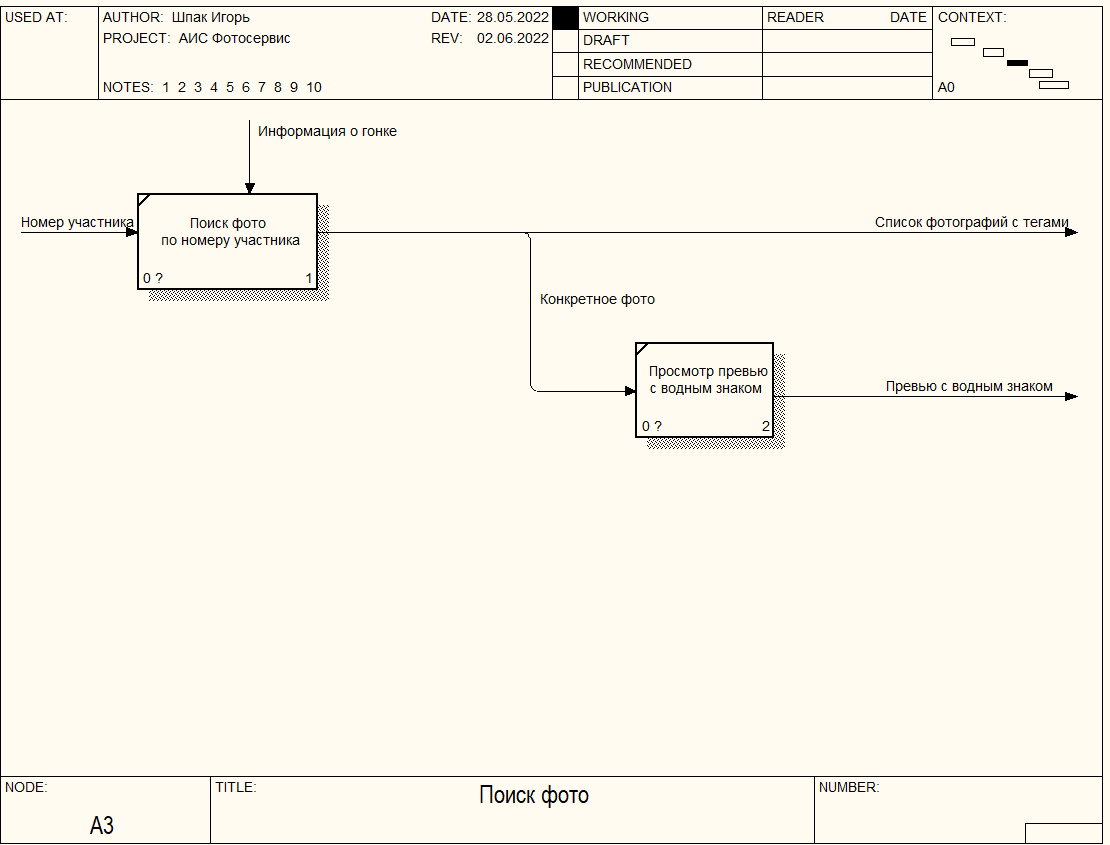 USED AT:
AUTHOR: Шпак Игорь
DATE: 28.05.2022
PROJECT: АИС Фотосервис
REV: 02.06.2022
NOTES: 1 2 3 4 5 6 7 8 9 10
WORKING
DRAFT
RECOMMENDED
PUBLICATION
READER DATE
CONTEXT:
A0
Информация о гонке
Номер участника
Поиск фото
по номеру участника
0 ? 1
Список фотографий с тегами
Конкретное фото
Просмотр превью
с водным знаком
0 ? 2
Превью с водным знаком
NODE:
A3
TITLE:
Поиск фото
NUMBER: